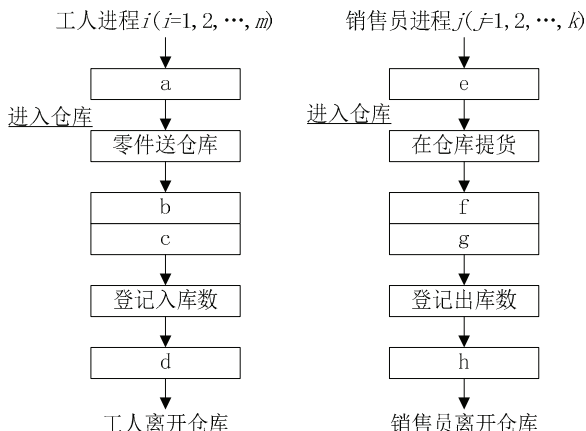 工人进程i(i=1,2,…,m)
a
进入仓库
零件送仓库
b
c
登记入库数
d
工人离开仓库
销售员进程j(j=1,2,…,k)
e
进入仓库
在仓库提货
f
g
登记出库数
h
销售员离开仓库